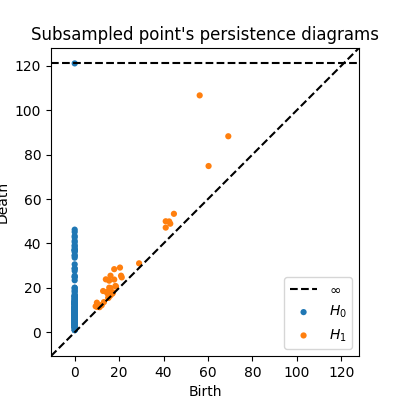 Subsampled point's persistence diagrams
120
100
80
60
40
20
0
Death
∞
H₀
H₁
0 20 40 60 80 100 120
Birth